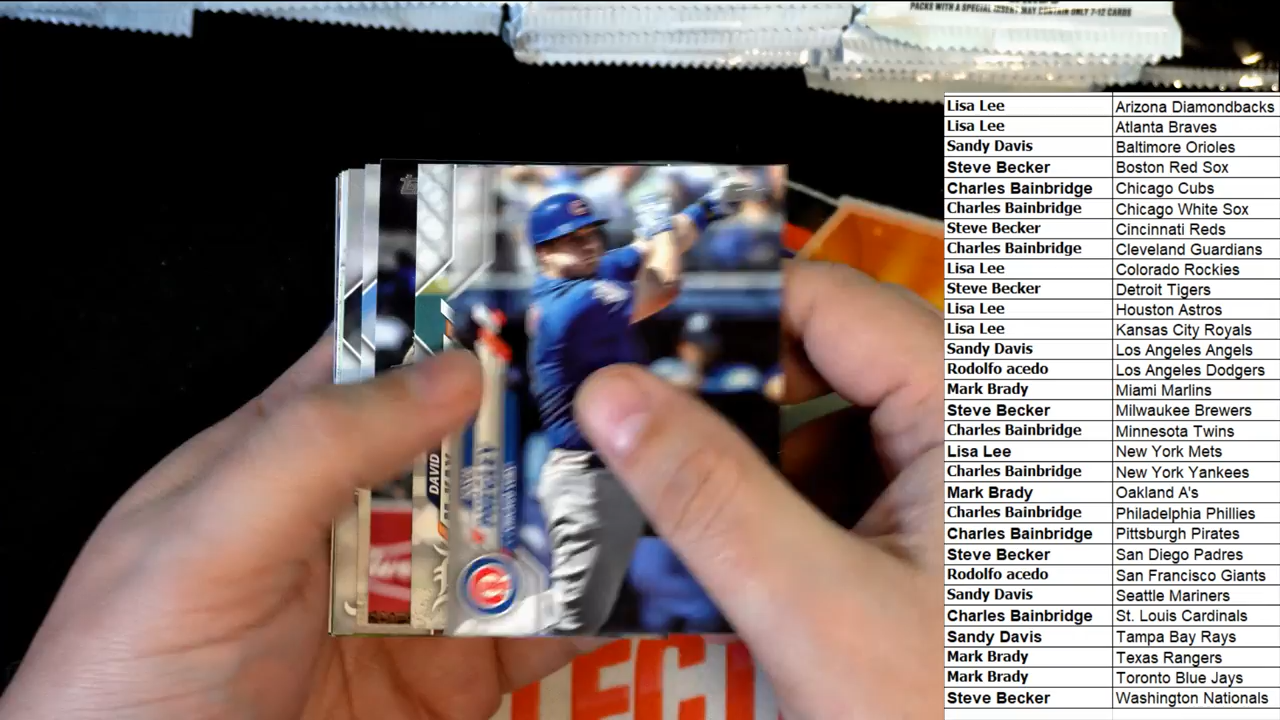 PACKS WITH A SPECIAL INSERT MAY CONTAIN ONLY 7-12 CARDS
Lisa Lee Arizona Diamondbacks
Lisa Lee Atlanta Braves
Sandy Davis Baltimore Orioles
Steve Becker Boston Red Sox
Charles Bainbridge Chicago Cubs
Charles Bainbridge Chicago White Sox
Steve Becker Cincinnati Reds
Charles Bainbridge Cleveland Guardians
Lisa Lee Colorado Rockies
Steve Becker Detroit Tigers
Lisa Lee Houston Astros
Lisa Lee Kansas City Royals
Sandy Davis Los Angeles Angels
Rodolfo acedo Los Angeles Dodgers
Mark Brady Miami Marlins
Steve Becker Milwaukee Brewers
Charles Bainbridge Minnesota Twins
Lisa Lee New York Mets
Charles Bainbridge New York Yankees
Mark Brady Oakland A's
Charles Bainbridge Philadelphia Phillies
Charles Bainbridge Pittsburgh Pirates
Steve Becker San Diego Padres
Rodolfo acedo San Francisco Giants
Sandy Davis Seattle Mariners
Charles Bainbridge St. Louis Cardinals
Sandy Davis Tampa Bay Rays
Mark Brady Texas Rangers
Mark Brady Toronto Blue Jays
Steve Becker Washington Nationals
DAVID